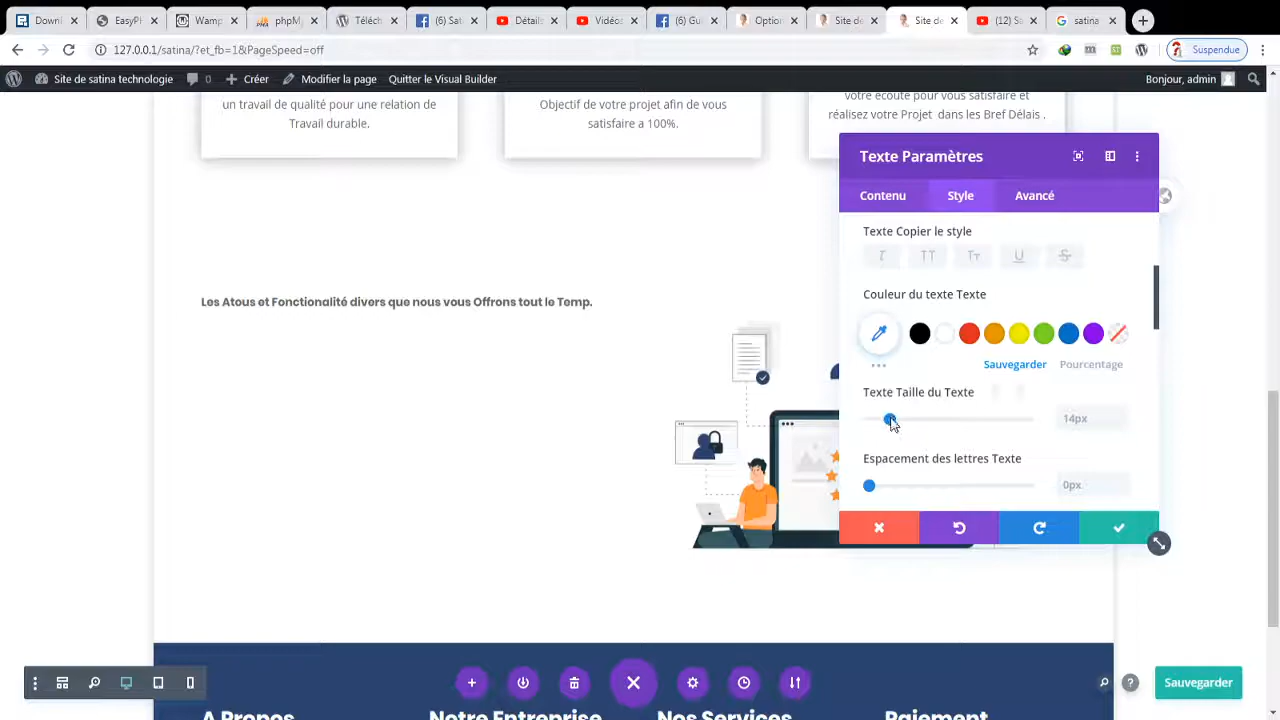 Downl
EasyPl
Wamp
phpM
Téléch
(6) Sat
Détaile
Vidéos
(6) Gu
Option
Site de
Site de
(12) Sa
satina
127.0.0.1/satina/?et_fb=1&PageSpeed=off
Suspendue
Site de satina technologie
0
Créer
Modifier la page
Quitter le Visual Builder
Bonjour, admin
un travail de qualité pour une relation de
Travail durable.
Objectif de votre projet afin de vous
satisfaire a 100%.
votre écoute pour vous satisfaire et
réalisez votre Projet dans les Bref Délais .
Les Atous et Fonctionalité divers que nous vous Offrons tout le Temp.
Texte Paramètres
Contenu
Style
Avancé
Texte Copier le style
Couleur du texte Texte
Sauvegarder
Pourcentage
Texte Taille du Texte
14px
Espacement des lettres Texte
0px
Sauvegarder
A Propos
Notre Entreprise
Nos Services
Paiement